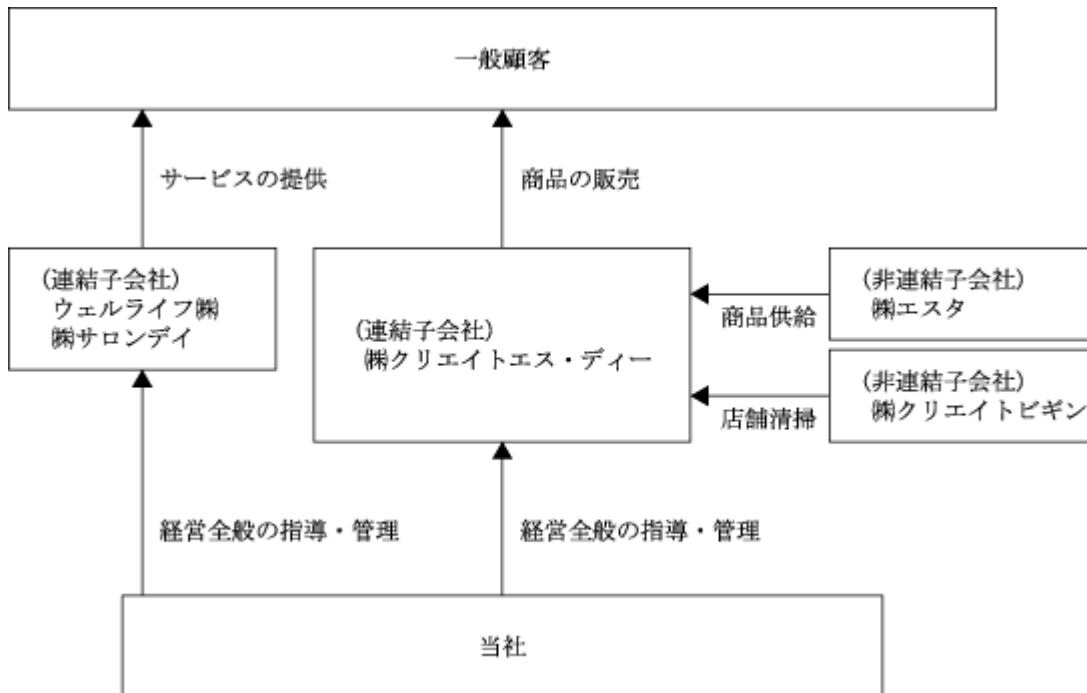 一般顧客
サービスの提供
商品の販売
(連結子会社)
ウェルライフ㈱
㈱サロンデイ
(連結子会社)
㈱クリエイトエス・ディー
商品供給
(非連結子会社)
㈱エスタ
店舗清掃
(非連結子会社)
㈱クリエイトビギン
経営全般の指導・管理
経営全般の指導・管理
当社